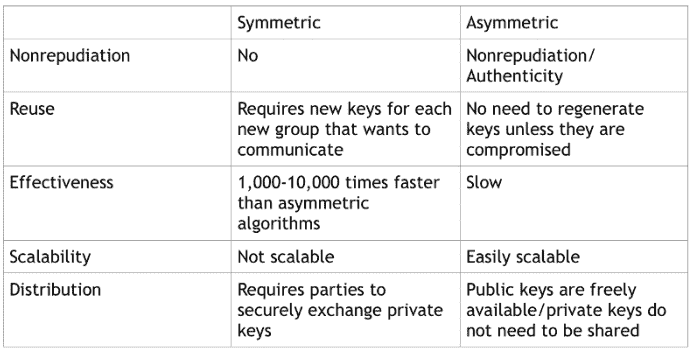 Symmetric
Asymmetric
Nonrepudiation
No
Nonrepudiation/
Authenticity
Reuse
Requires new keys for each
new group that wants to
communicate
No need to regenerate
keys unless they are
compromised
Effectiveness
1,000-10,000 times faster
than asymmetric
algorithms
Slow
Scalability
Not scalable
Easily scalable
Distribution
Requires parties to
securely exchange private
keys
Public keys are freely
available/private keys do
not need to be shared